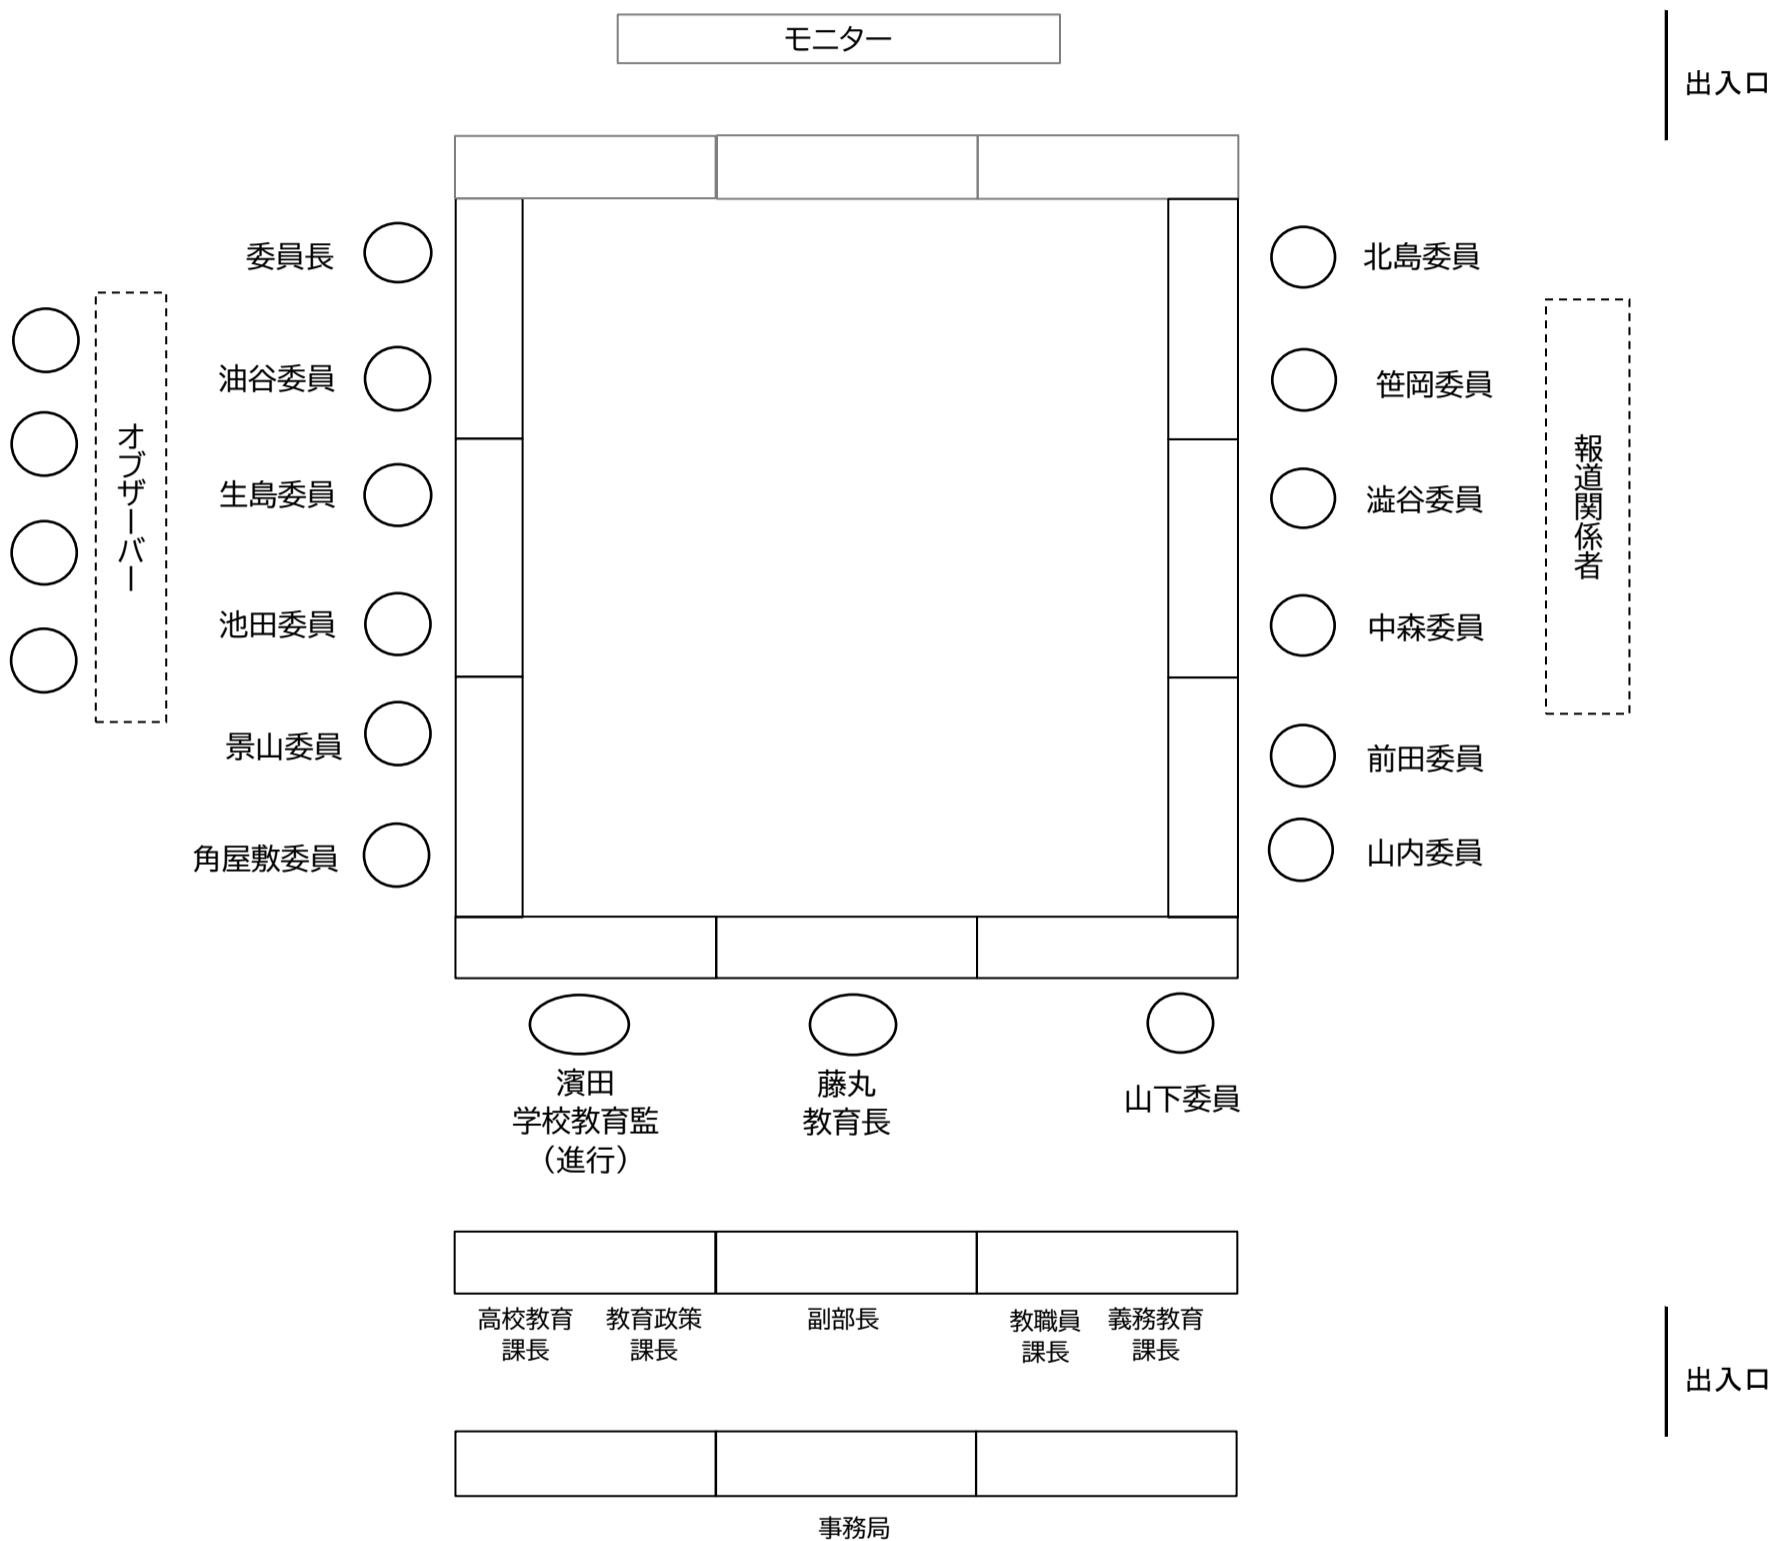 モニター
出入口
委員長
北島委員
油谷委員
笹岡委員
オブザーバー
報道関係者
生島委員
澁谷委員
池田委員
中森委員
景山委員
前田委員
角屋敷委員
山内委員
濱田
学校教育監
（進行）
藤丸
教育長
山下委員
高校教育
課長
教育政策
課長
副部長
教職員
課長
義務教育
課長
出入口
事務局